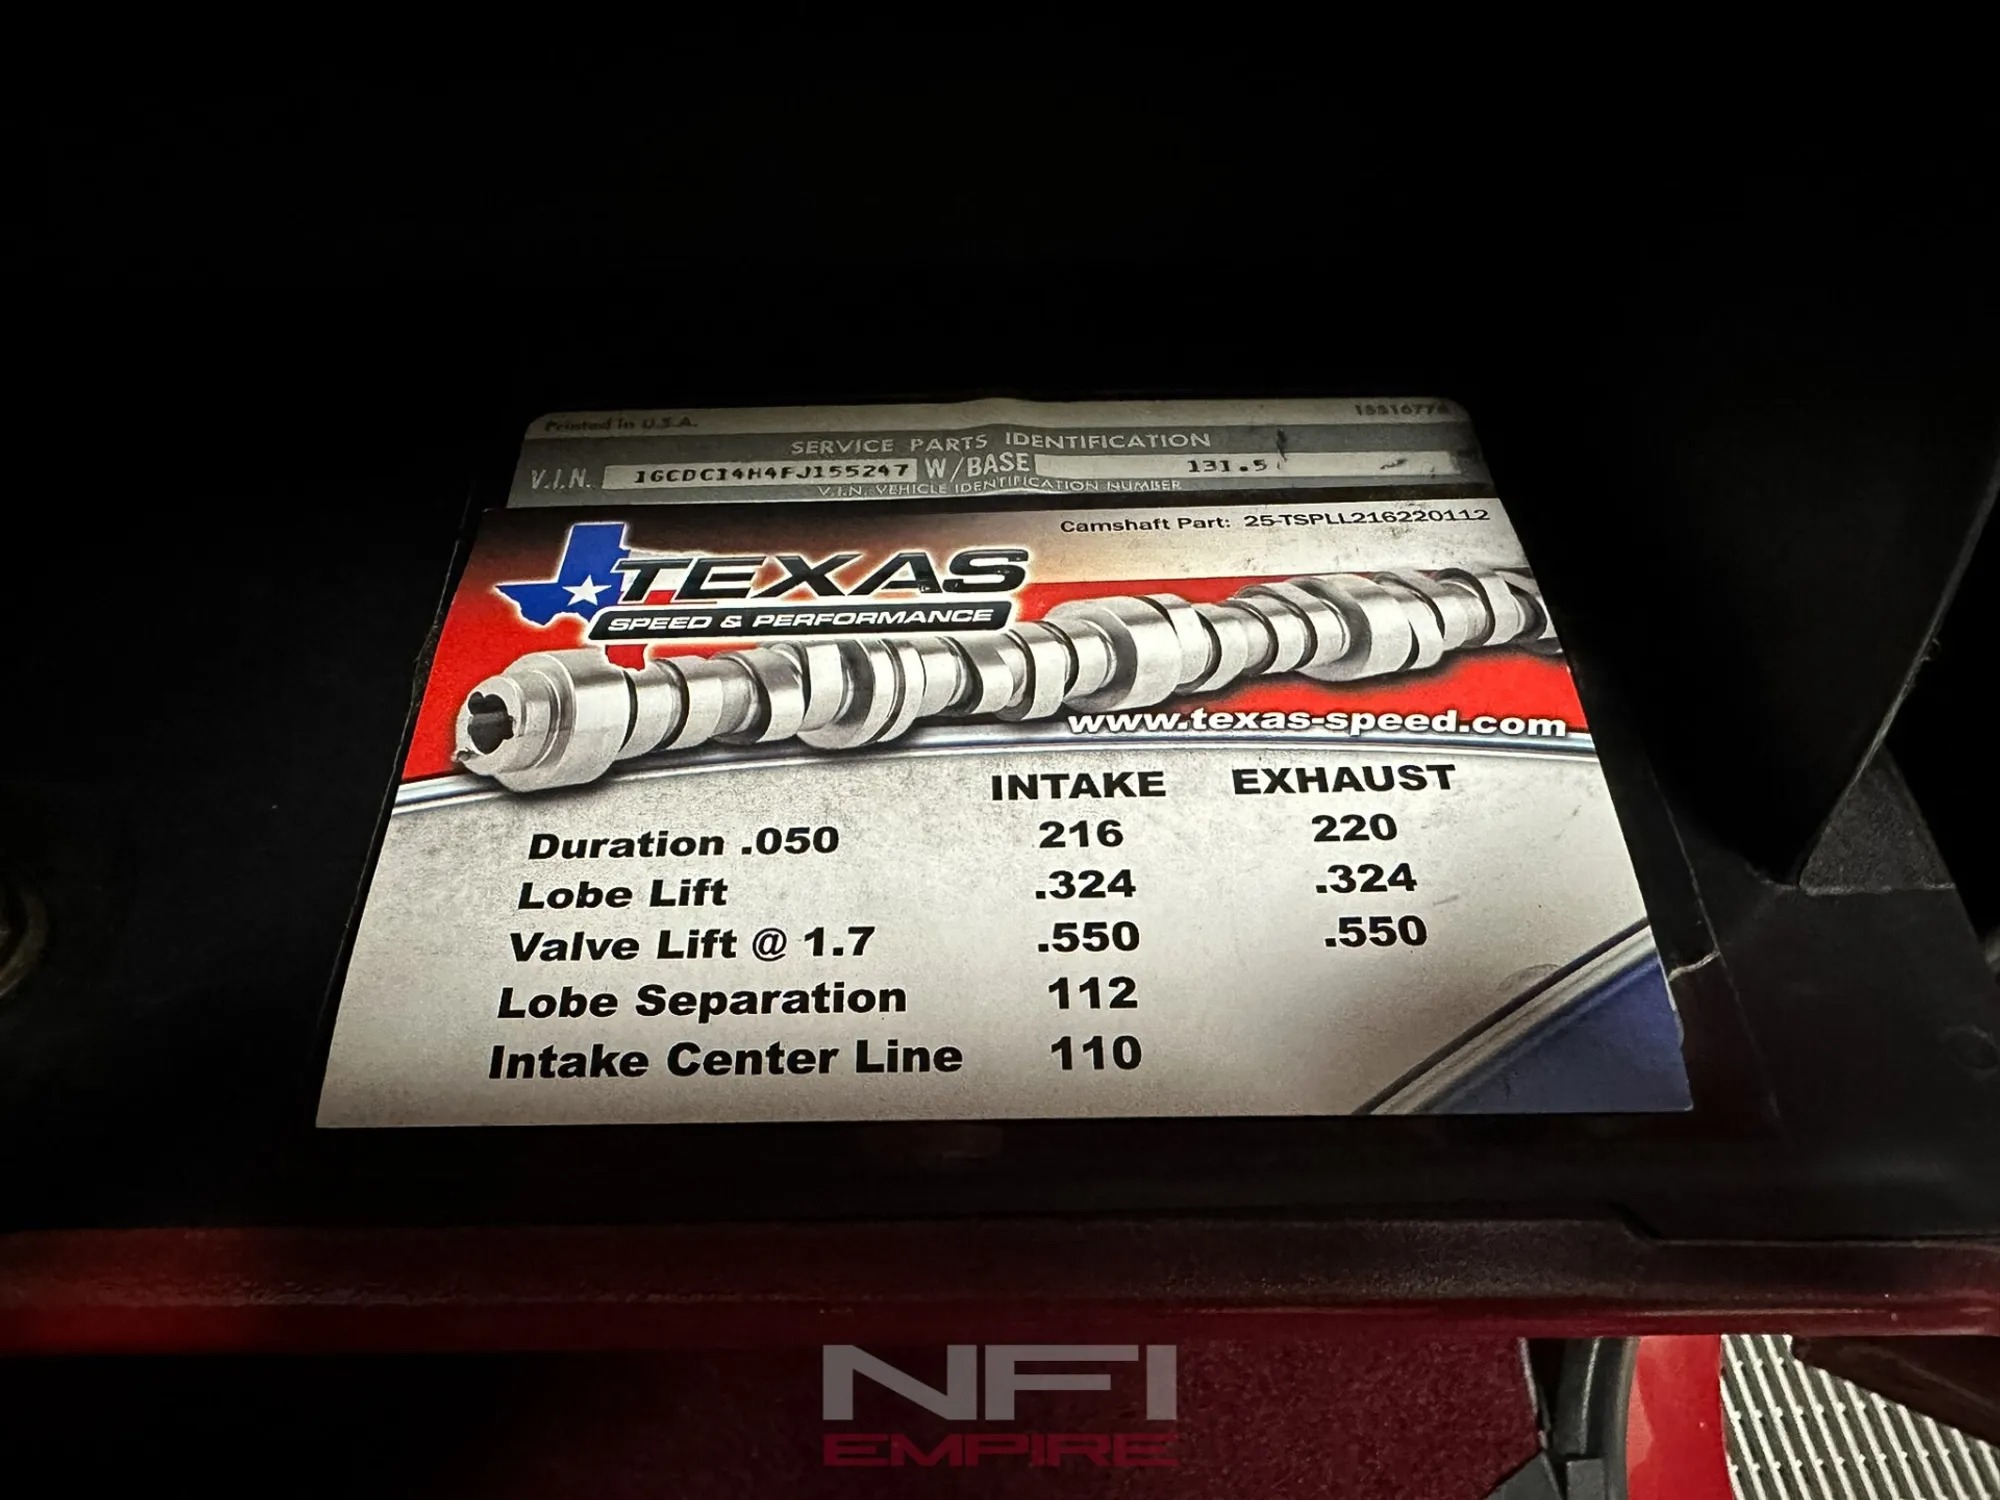 Printed In U.S.A.
SERVICE PARTS IDENTIFICATION
V.I.N. 1GCDC14H4FJ155247 W/BASE 131.5
V.I.N. VEHICLE IDENTIFICATION NUMBER
Camshaft Part: 25-TSPLL216220112
TEXAS
SPEED & PERFORMANCE
www.texas-speed.com
INTAKE EXHAUST
Duration .050 216 220
Lobe Lift .324 .324
Valve Lift @ 1.7 .550 .550
Lobe Separation 112
Intake Center Line 110
NFI
EMPIRE